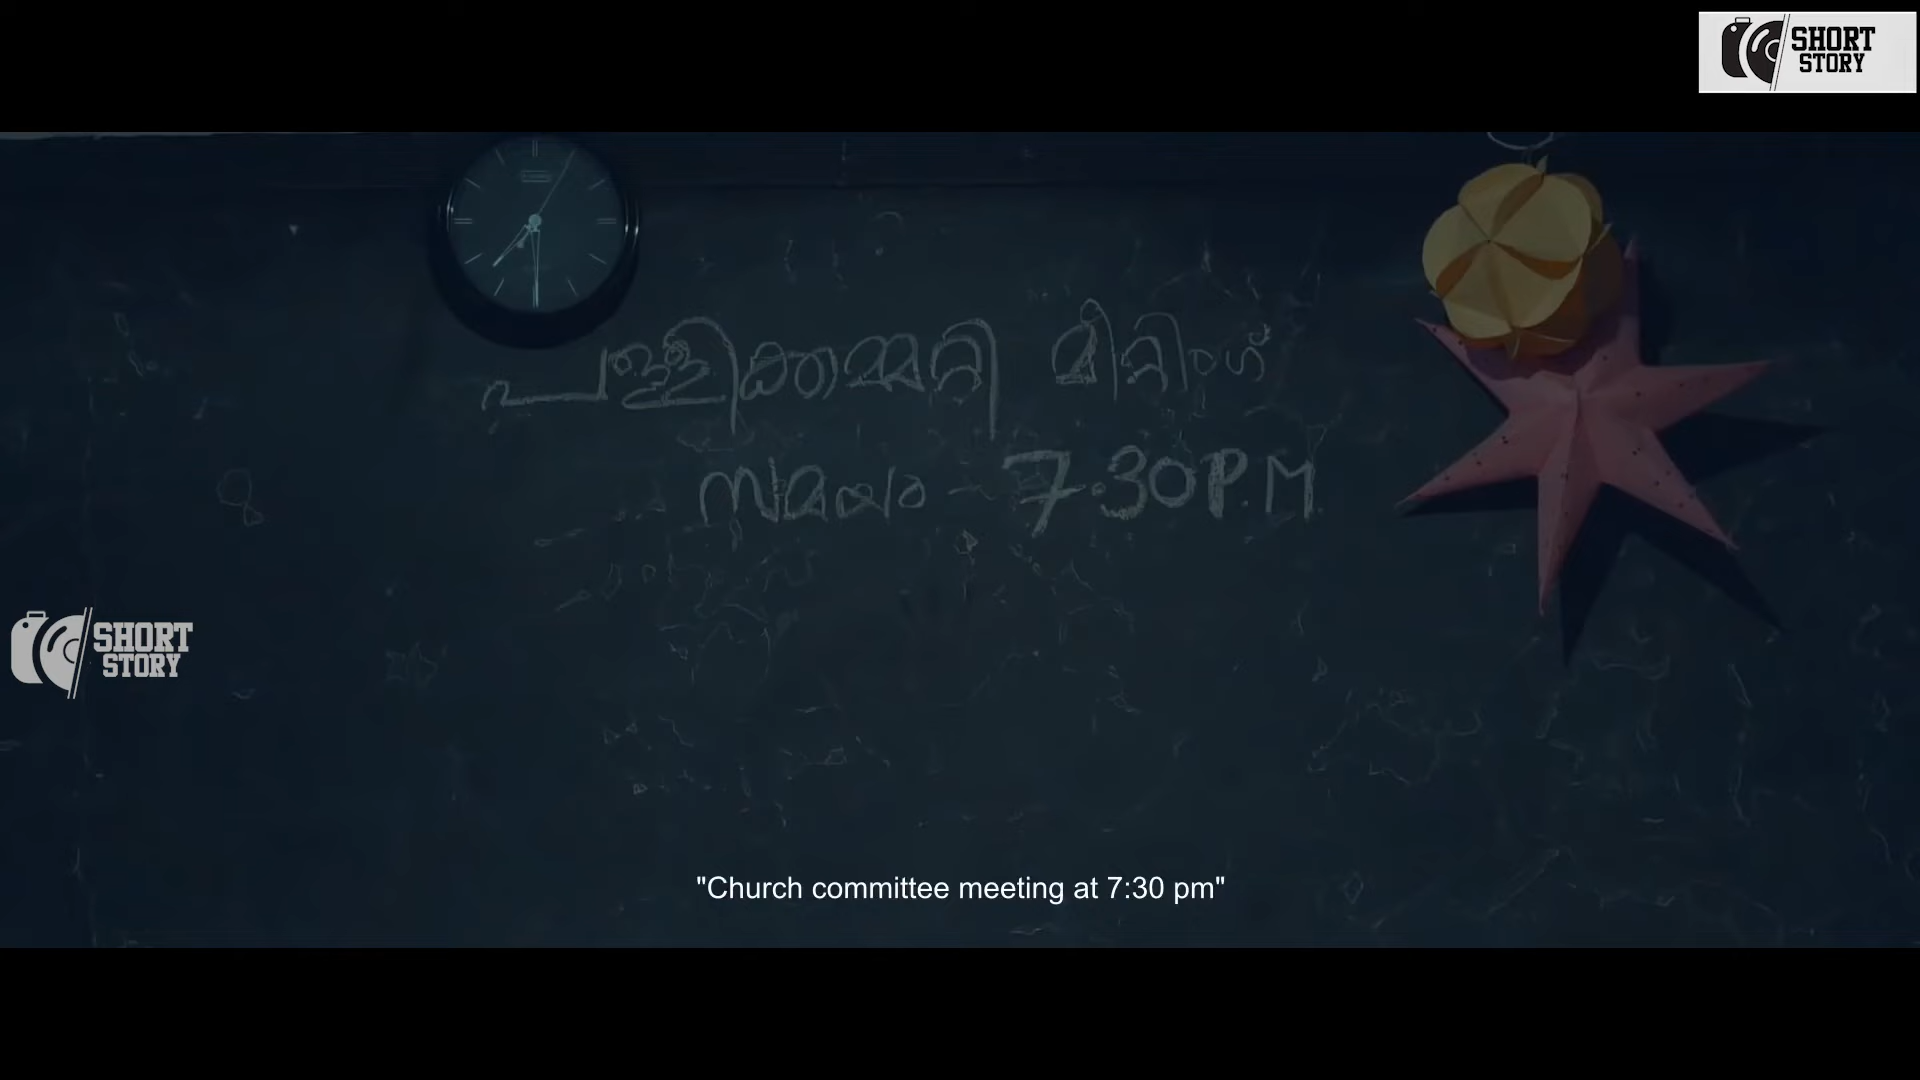 SHORT
STORY
പള്ളിക്കമ്മറ്റി മീറ്റിംഗ്
സമയം - 7.30 P.M
SHORT
STORY
"Church committee meeting at 7:30 pm"